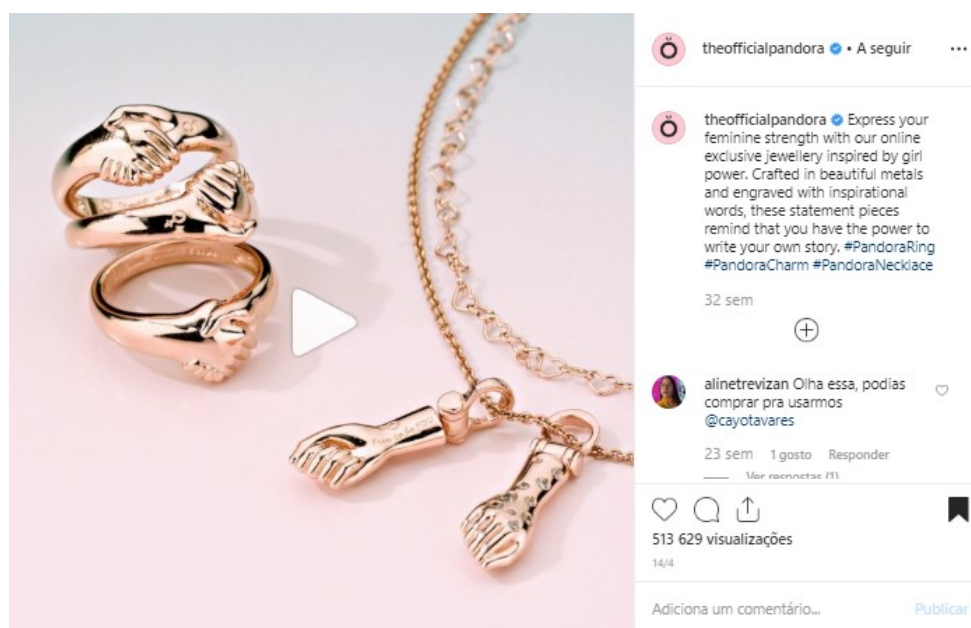 theofficialpandora • A seguir
theofficialpandora Express your
feminine strength with our online
exclusive jewellery inspired by girl
power. Crafted in beautiful metals
and engraved with inspirational
words, these statement pieces
remind that you have the power to
write your own story. #PandoraRing
#PandoraCharm #PandoraNecklace
32 sem
alinetrevizan Olha essa, podias
comprar pra usarmos
@cayotavares
23 sem 1 gosto Responder
Ver respostas (1)
513 629 visualizações
14/4
Adiciona um comentário... Publicar